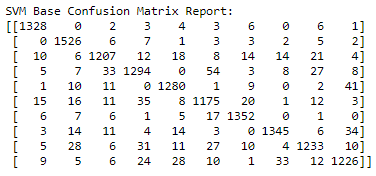 SVM Base Confusion Matrix Report:
[[1328 0 2 3 4 3 6 0 6 1]
[ 0 1526 6 7 1 3 3 2 5 2]
[ 10 6 1207 12 18 8 14 14 21 4]
[ 5 7 33 1294 0 54 3 8 27 8]
[ 1 10 11 0 1280 1 9 0 2 41]
[ 15 16 11 35 8 1175 20 1 12 3]
[ 6 7 6 1 5 17 1352 0 1 0]
[ 3 14 11 4 14 3 0 1345 6 34]
[ 5 28 6 31 11 27 10 4 1233 10]
[ 9 5 6 24 28 10 1 33 12 1226]]